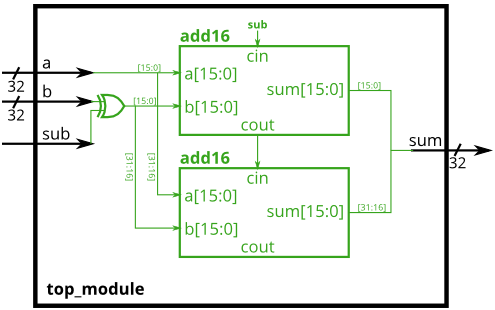 sub
add16
cin
a
[15:0]
a[15:0]
32
sum[15:0]
[15:0]
b
[15:0]
b[15:0]
32
cout
sub
sum
32
add16
[31:16]
[31:16]
cin
a[15:0]
sum[15:0]
[31:16]
b[15:0]
cout
top_module